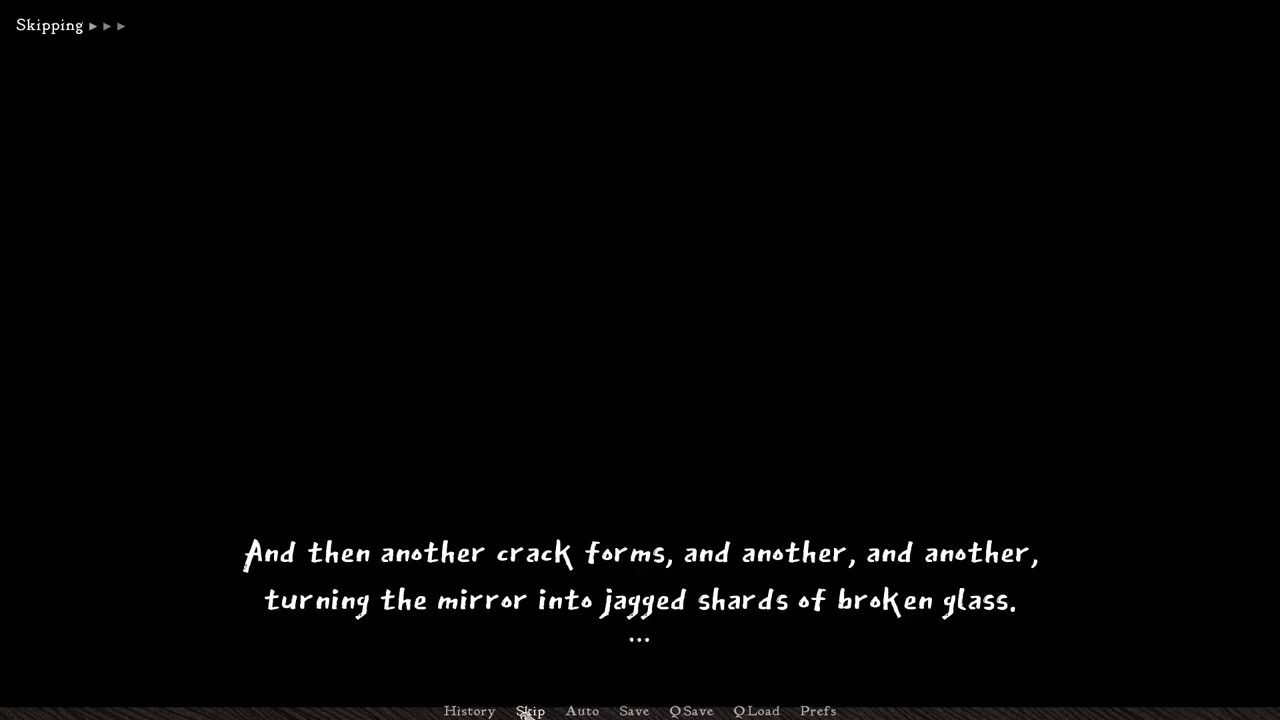 Skipping ▸ ▸ ▸
And then another crack forms, and another, and another,
turning the mirror into jagged shards of broken glass.
...
History Skip Auto Save Q Save Q Load Prefs